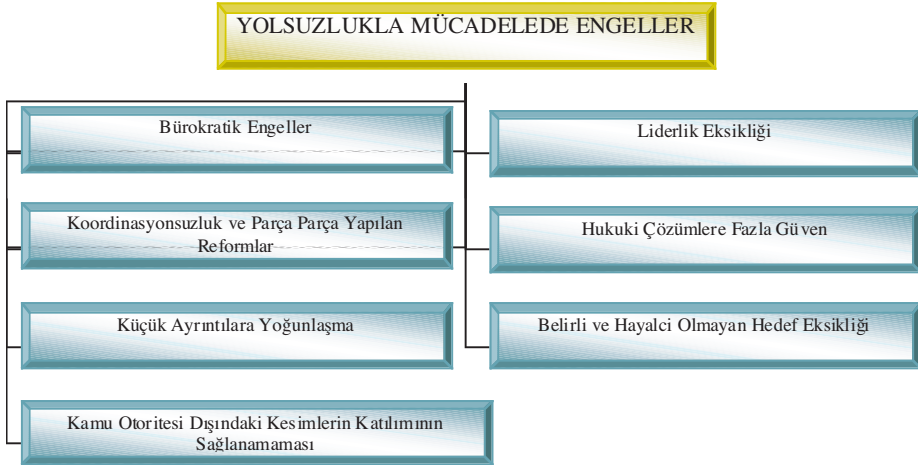 YOLSUZLUKLA MÜCADELEDE ENGELLER
Bürokratik Engeller
Liderlik Eksikliği
Koordinasyonsuzluk ve Parça Parça Yapılan
Reformlar
Hukuki Çözümlere Fazla Güven
Küçük Ayrıntılara Yoğunlaşma
Belirli ve Hayalci Olmayan Hedef Eksikliği
Kamu Otoritesi Dışındaki Kesimlerin Katılımının
Sağlanamaması